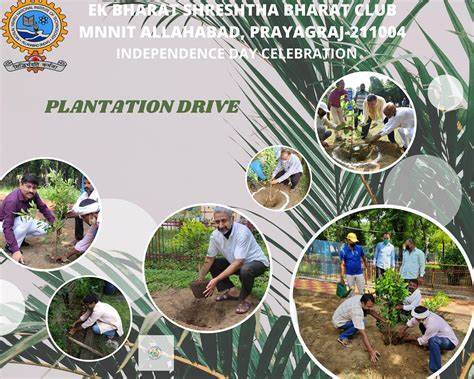 EK BHARAT SHRESHTHA BHARAT CLUB
MNNIT ALLAHABAD, PRAYAGRAJ-211004
INDEPENDENCE DAY CELEBRATION
PLANTATION DRIVE